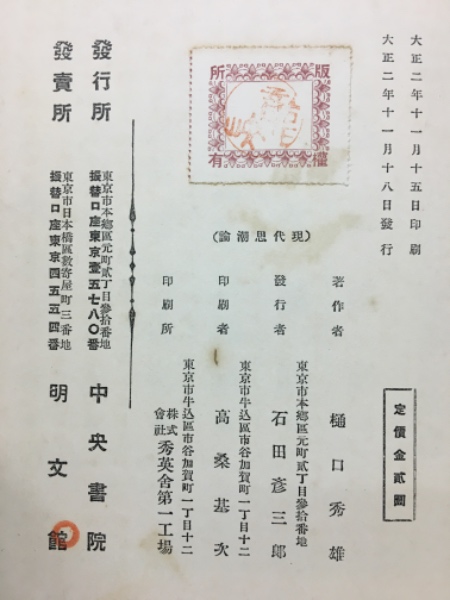 大正二年十一月十五日印刷
大正二年十一月十八日發行
定價金貳圓
版權所有
(現代思潮論)
著作者 樋口秀雄
東京市本鄕區元町貳丁目參拾番地
發行者 石田彥三郎
東京市牛込區市谷加賀町一丁目十二
印刷者 高桑基次
東京市牛込區市谷加賀町一丁目十二
印刷所 株式會社 秀英舍第一工場
發行所 東京市本鄕區元町貳丁目參拾番地 中央書院
振替口座東京壹五七八〇番
發賣所 東京市日本橋區數寄屋町三番地 明文館
振替口座東京四五五四番